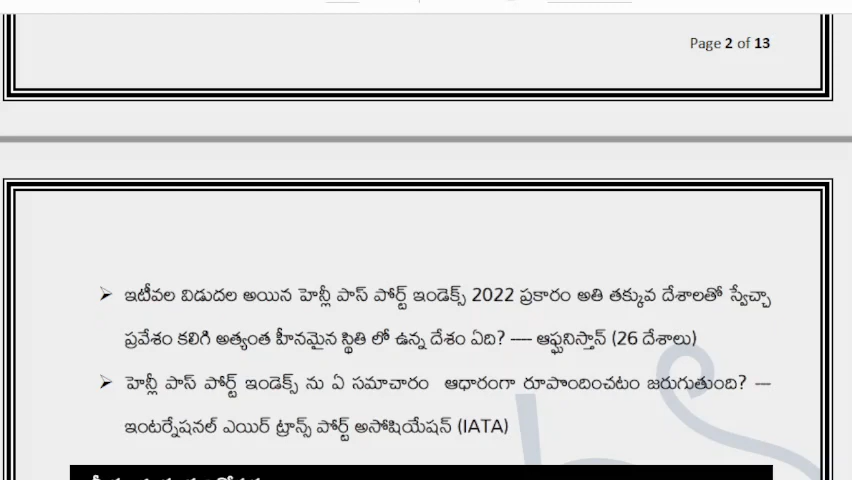 Page 2 of 13
➢ ఇటీవల విడుదల అయిన హెన్లీ పాస్ పోర్ట్ ఇండెక్స్ 2022 ప్రకారం అతి తక్కువ దేశాలతో స్వేచ్ఛా
ప్రవేశం కలిగి అత్యంత హీనమైన స్థితి లో ఉన్న దేశం ఏది? ---- ఆఫ్ఘనిస్తాన్ (26 దేశాలు)
➢ హెన్లీ పాస్ పోర్ట్ ఇండెక్స్ ను ఏ సమాచారం ఆధారంగా రూపొందించటం జరుగుతుంది? ---
ఇంటర్నేషనల్ ఎయిర్ ట్రాన్స్ పోర్ట్ అసోషియేషన్ (IATA)